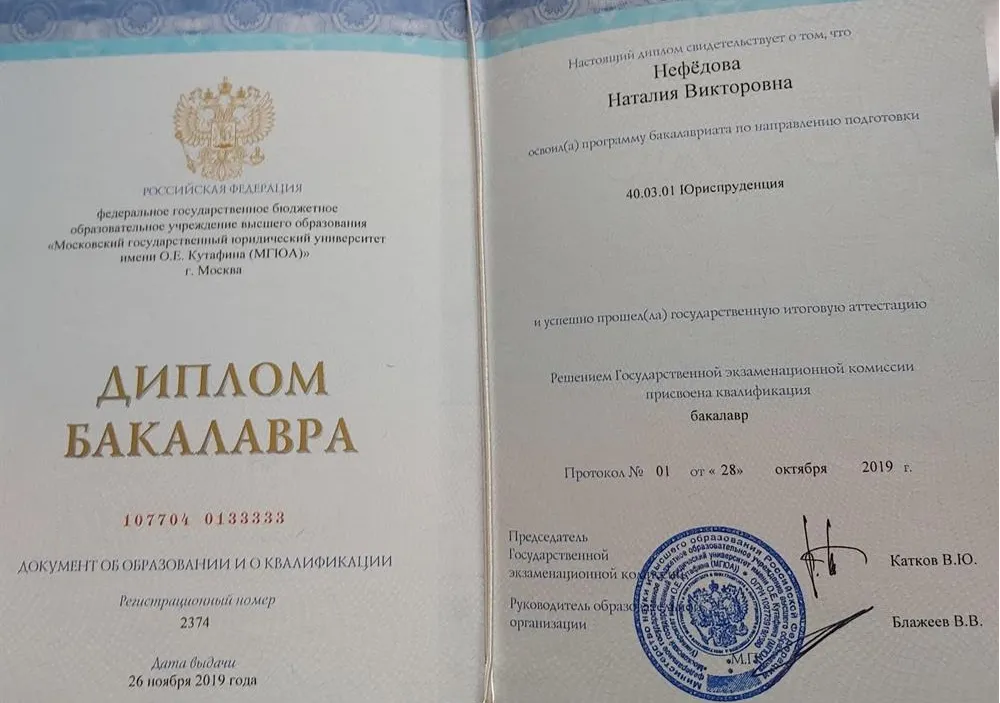 РОССИЙСКАЯ ФЕДЕРАЦИЯ
федеральное государственное бюджетное
образовательное учреждение высшего образования
«Московский государственный юридический университет
имени О.Е. Кутафина (МГЮА)»
г. Москва
ДИПЛОМ
БАКАЛАВРА
107704 0133333
ДОКУМЕНТ ОБ ОБРАЗОВАНИИ И О КВАЛИФИКАЦИИ
Регистрационный номер
2374
Дата выдачи
26 ноября 2019 года
Настоящий диплом свидетельствует о том, что
Нефёдова
Наталия Викторовна
освоил(а) программу бакалавриата по направлению подготовки
40.03.01 Юриспруденция
и успешно прошел(ла) государственную итоговую аттестацию
Решением Государственной экзаменационной комиссии
присвоена квалификация
бакалавр
Протокол № 01 от « 28» октября 2019 г.
Председатель
Государственной
экзаменационной комиссии
Катков В.Ю.
Руководитель образовательной
организации
Блажеев В.В.
М.П.